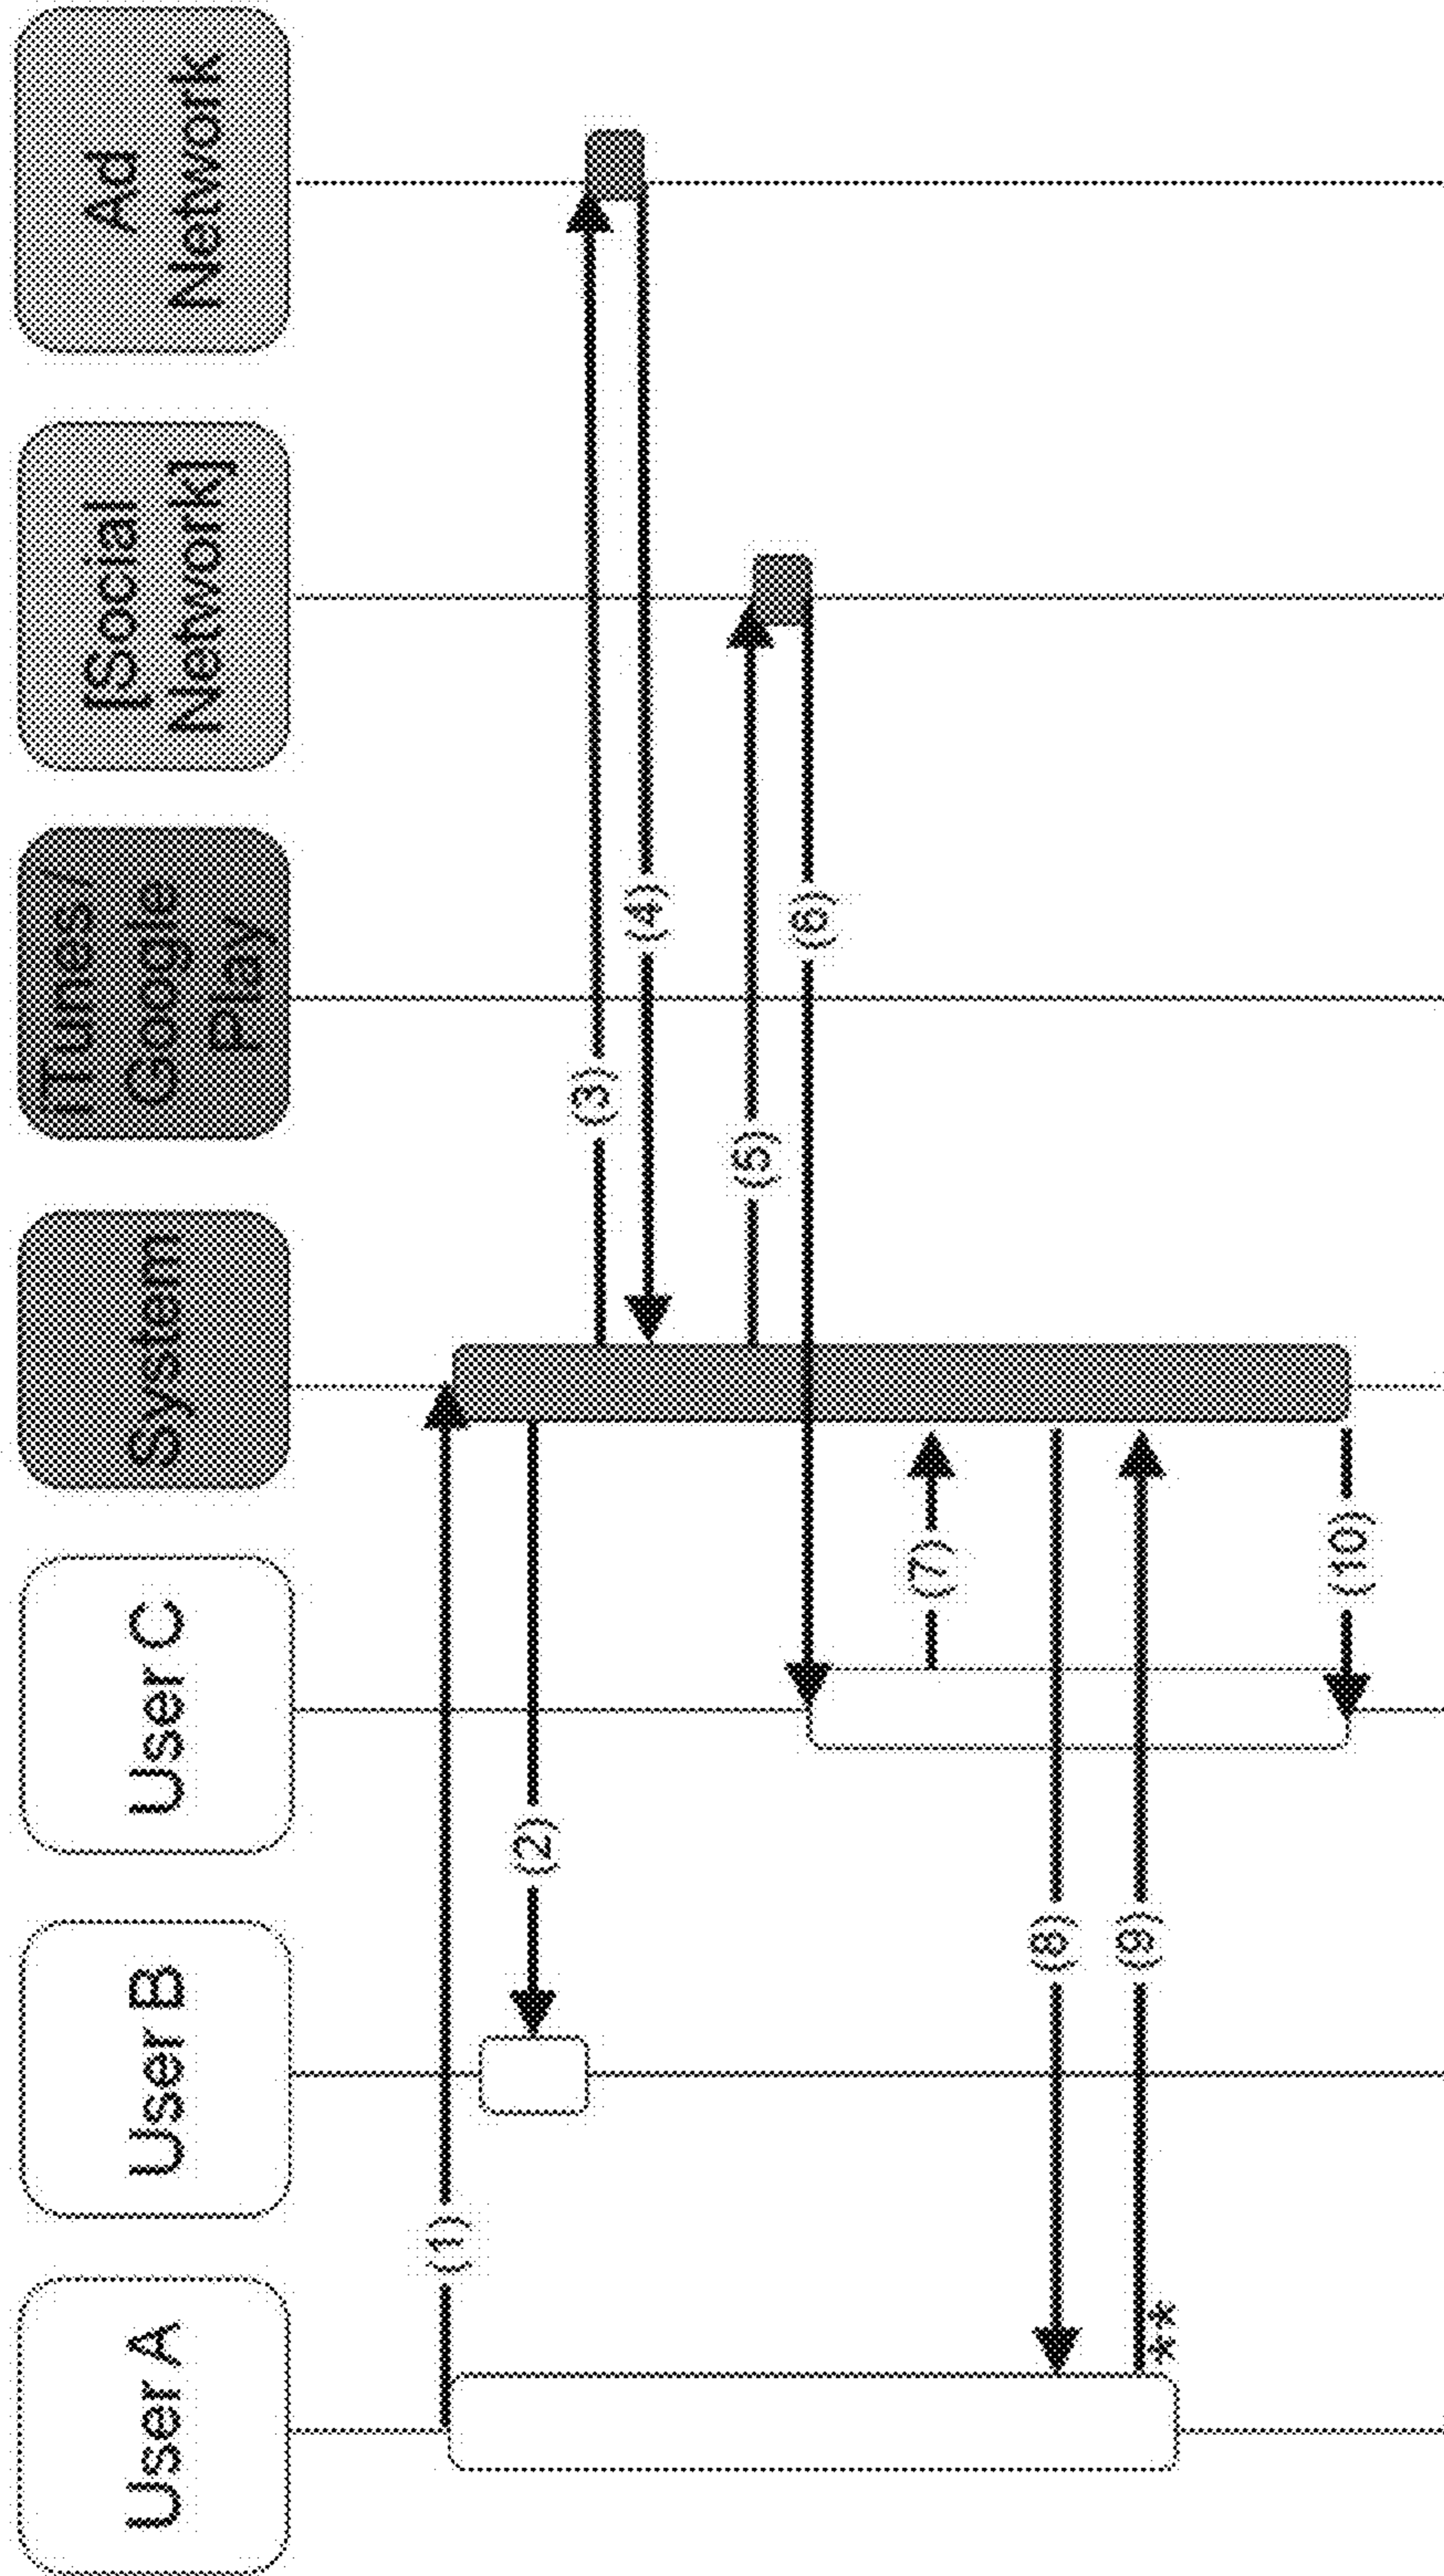 User A
User B
User C
System
iTunes/
Google
Play
[Social
Network]
Ad
Network
(1)
(2)
(3)
(4)
(5)
(6)
(7)
(8)
(9)
**
(10)